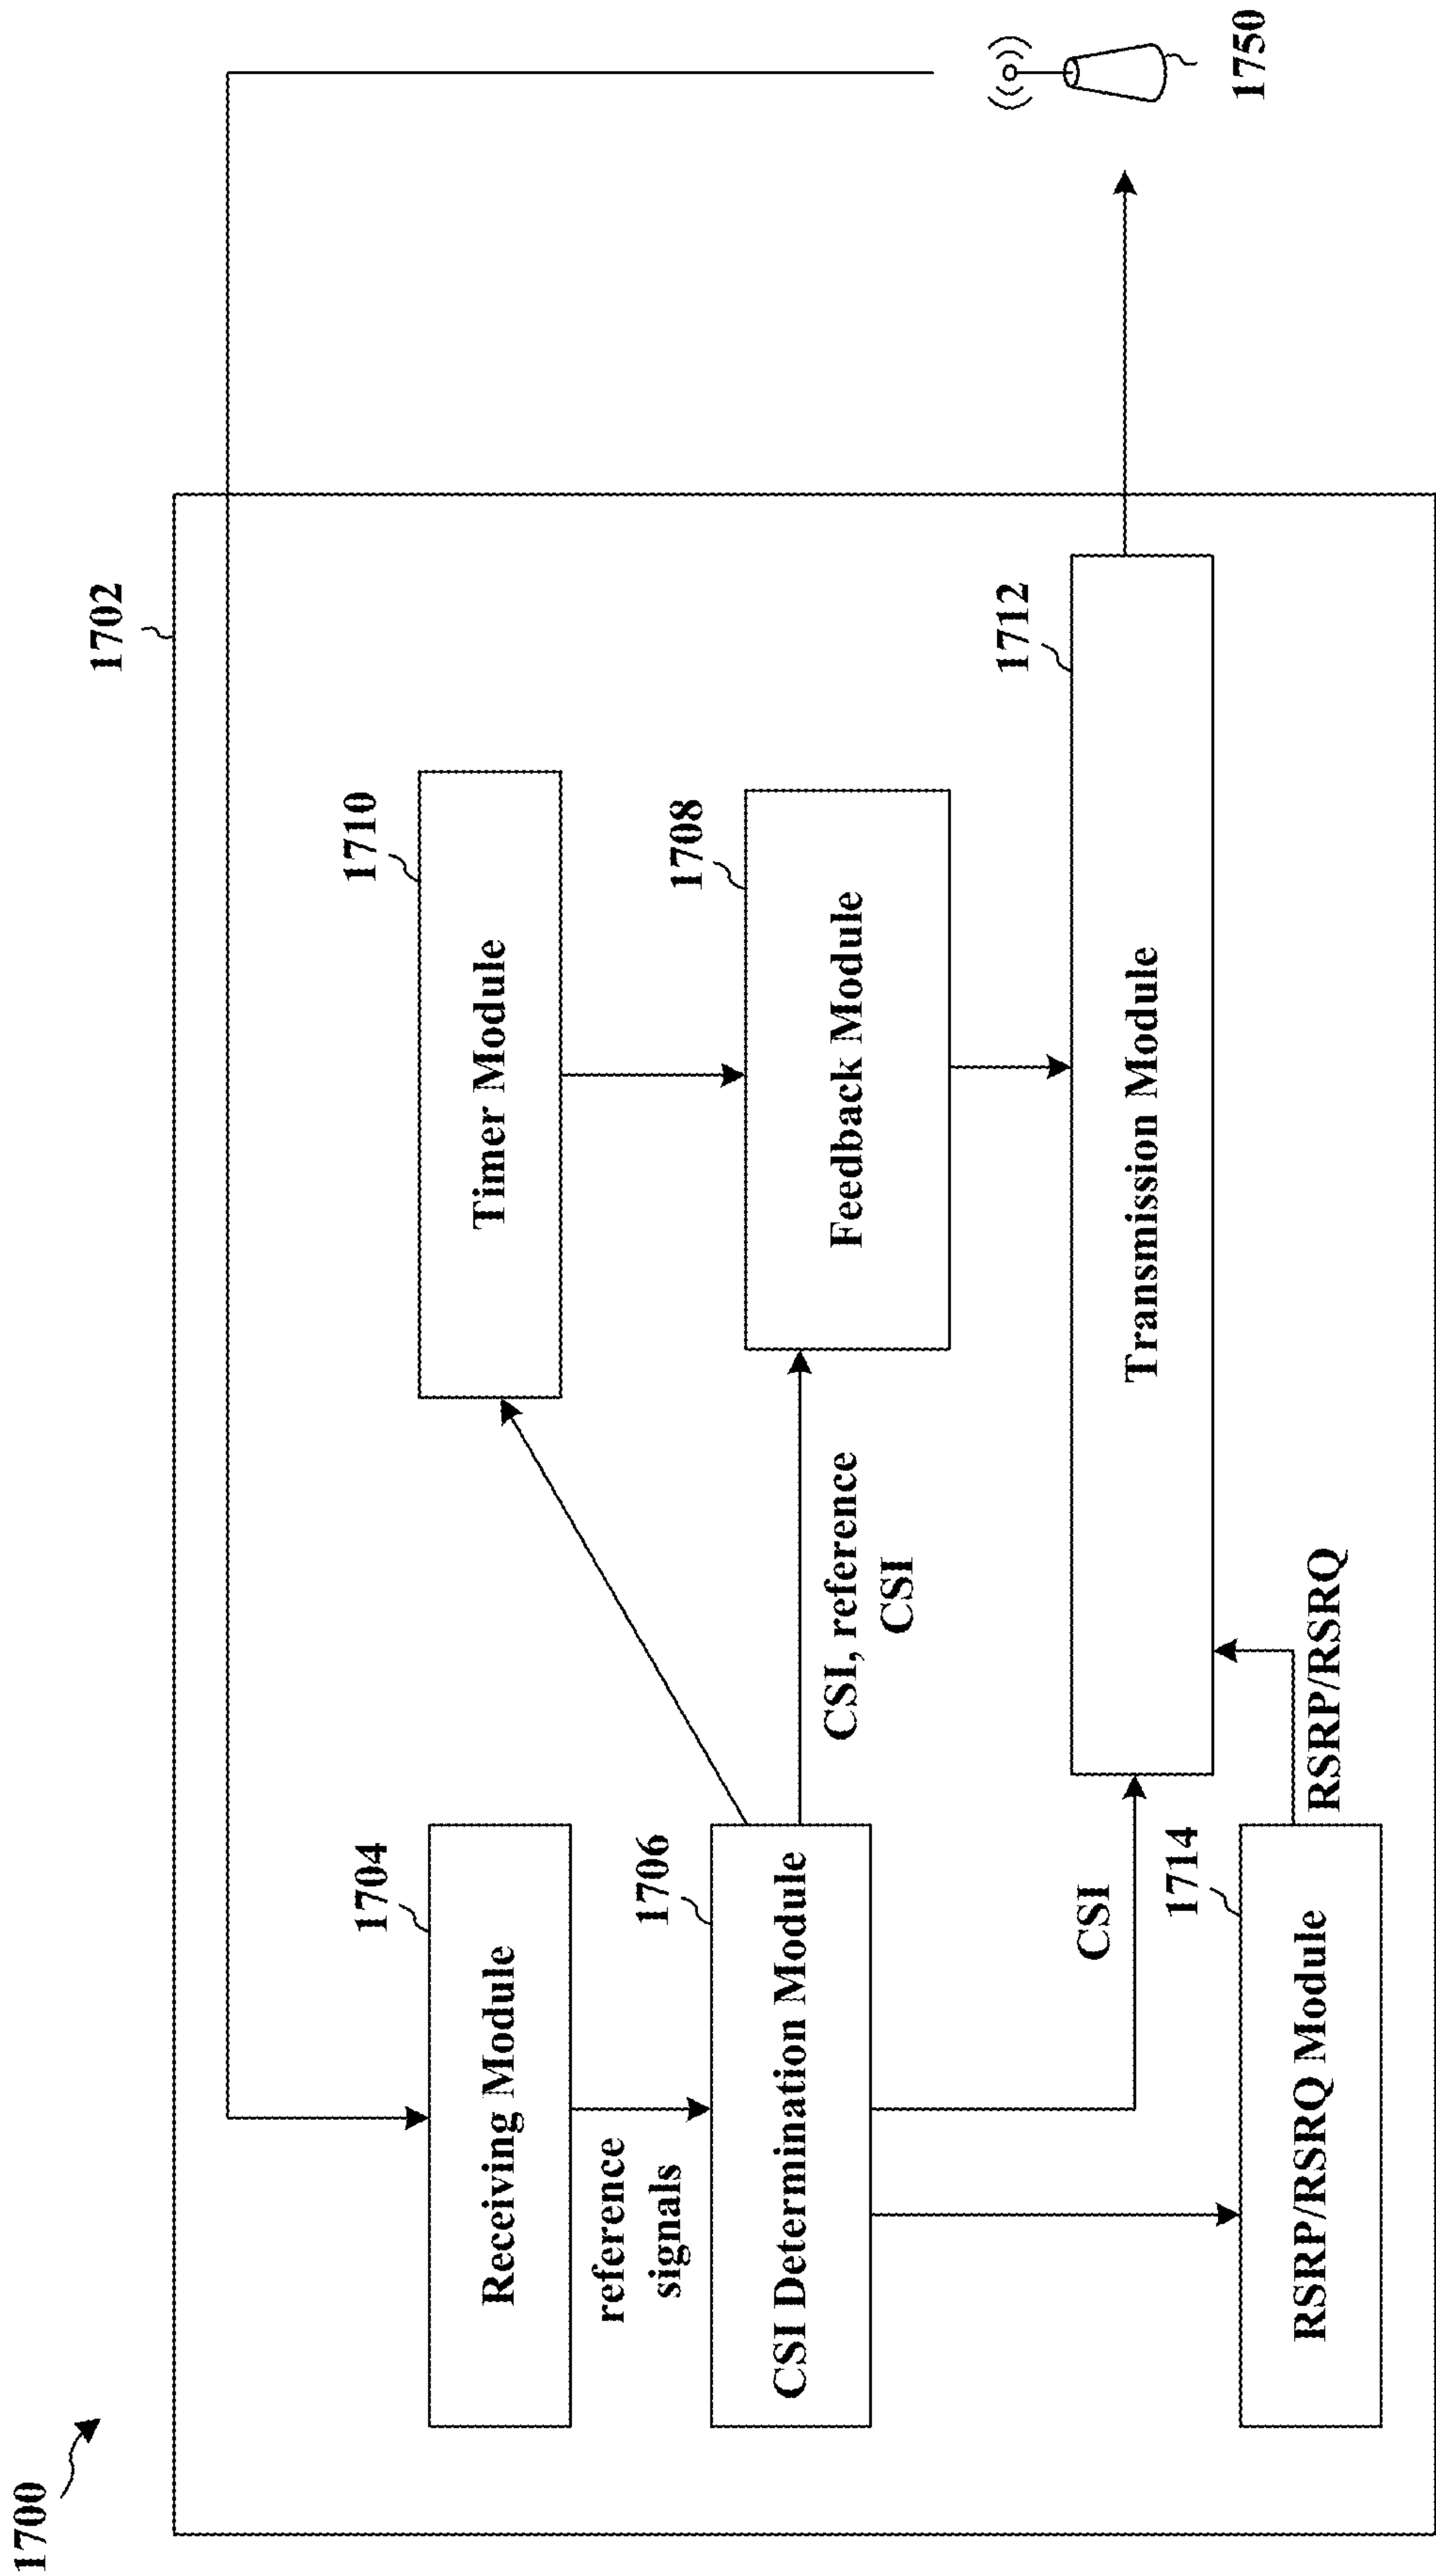 1700
1702
1704
Receiving Module
reference
signals
1706
CSI Determination Module
1710
Timer Module
CSI, reference
CSI
1708
Feedback Module
CSI
1712
Transmission Module
1714
RSRP/RSRQ Module
RSRP/RSRQ
1750